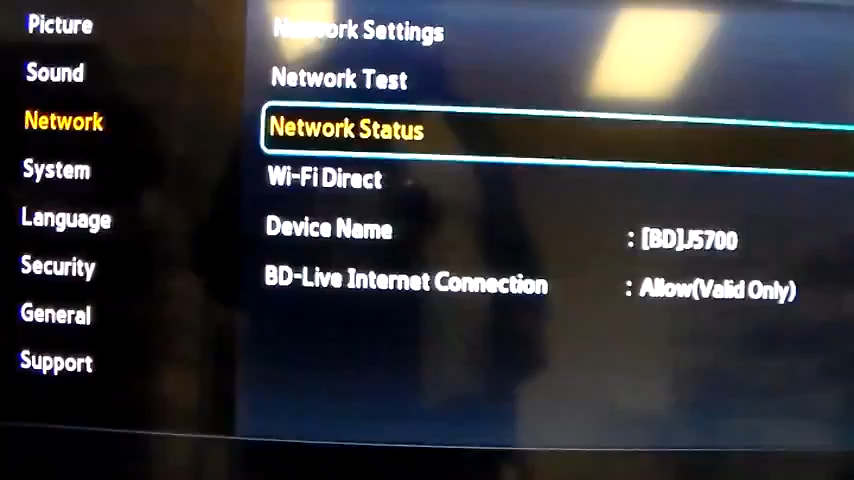 Picture
Sound
Network
System
Language
Security
General
Support
Network Settings
Network Test
Network Status
Wi-Fi Direct
Device Name : [BD]J5700
BD-Live Internet Connection : Allow(Valid Only)